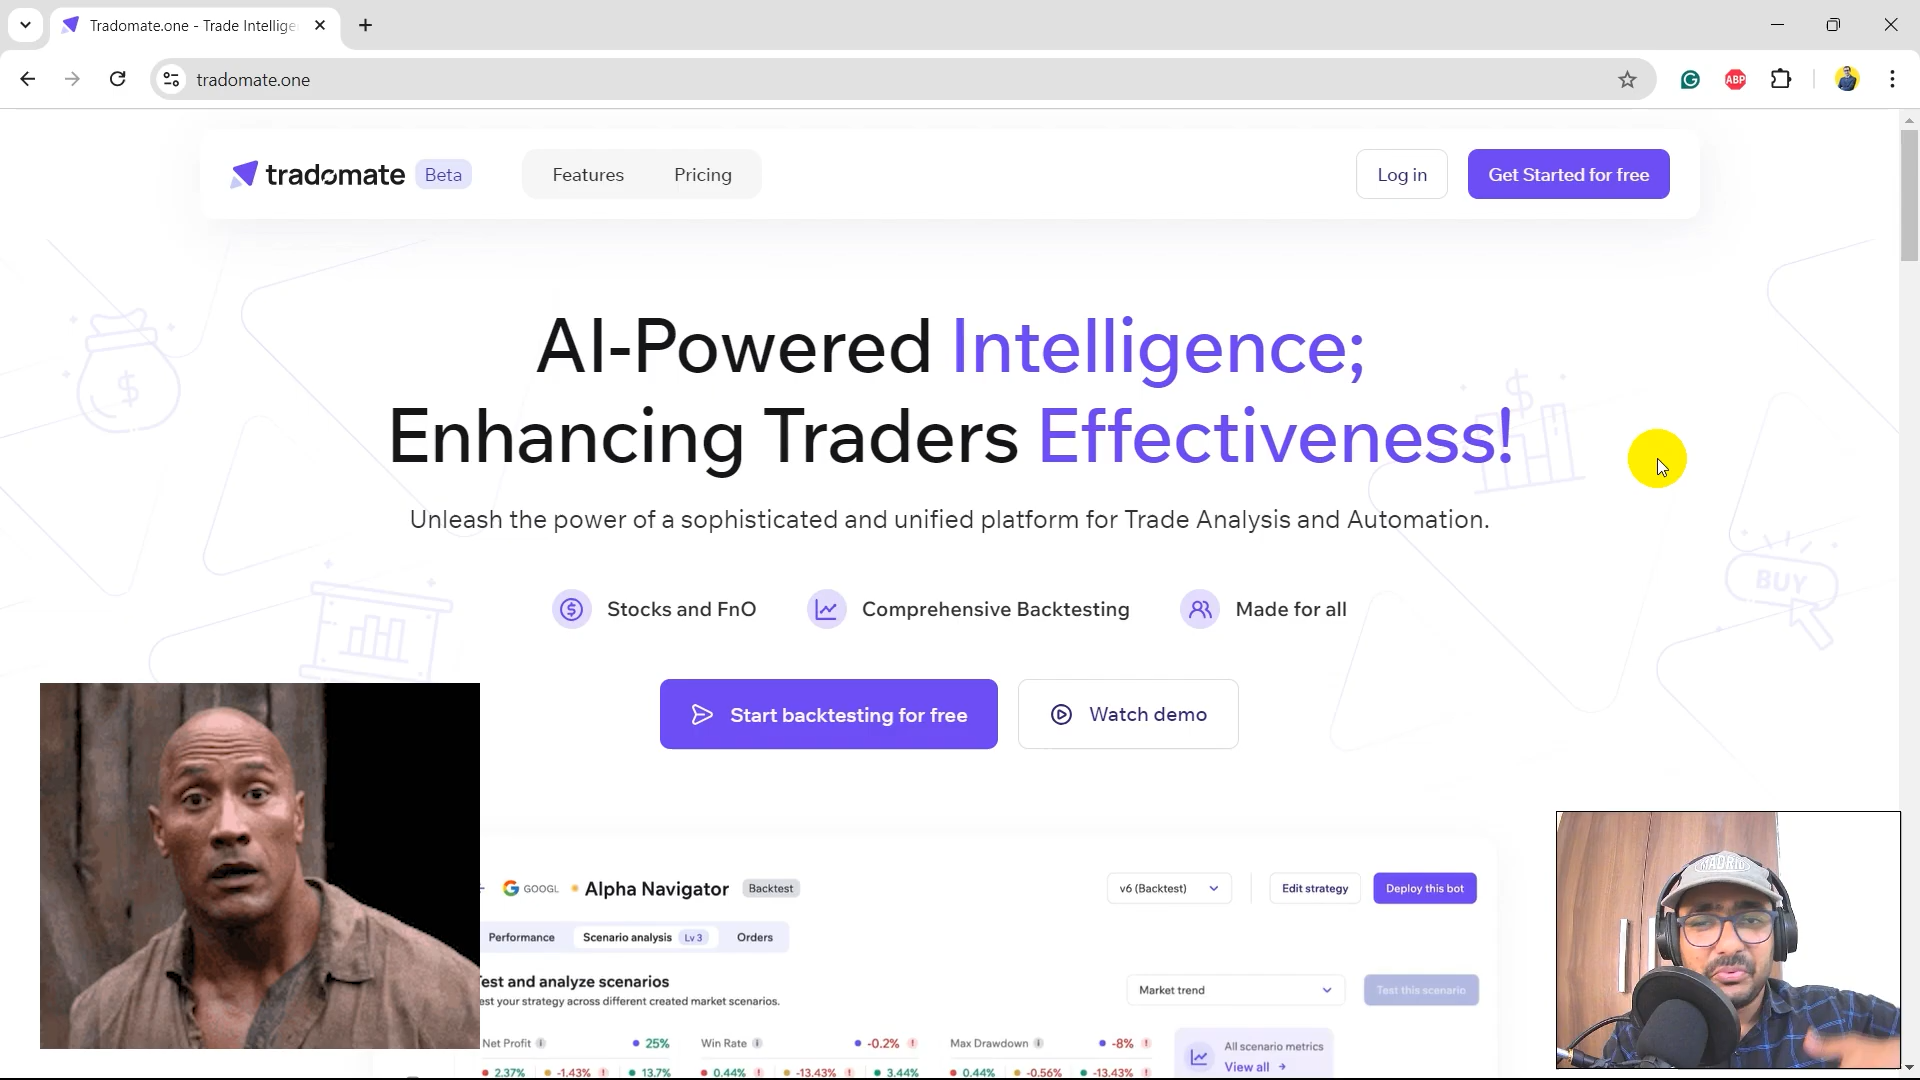 Tradomate.one - Trade Intellige
tradomate.one
ABP
tradomate Beta
Features Pricing
Log in
Get Started for free
AI-Powered Intelligence;
Enhancing Traders Effectiveness!
Unleash the power of a sophisticated and unified platform for Trade Analysis and Automation.
Stocks and FnO
Comprehensive Backtesting
Made for all
BUY
Start backtesting for free
Watch demo
GOOGL Alpha Navigator Backtest
v6 (Backtest)
Edit strategy
Deploy this bot
Performance Scenario analysis Lv 3 Orders
Test and analyze scenarios
est your strategy across different created market scenarios.
Market trend
Test this scenario
Net Profit 25%
Win Rate -0.2%
Max Drawdown -8%
All scenario metrics
View all
2.37% -1.43% 13.7%
0.44% -13.43% 3.44%
0.44% -0.56% -13.43%
MADRID